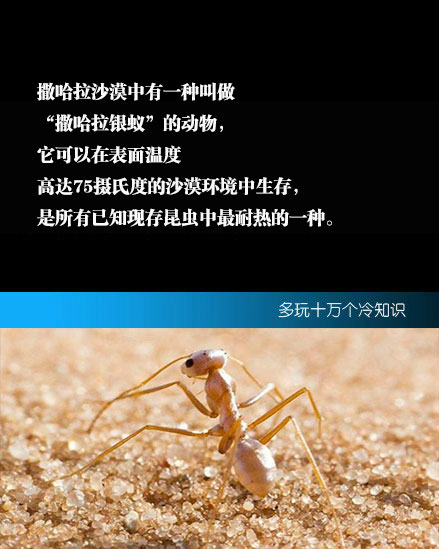 撒哈拉沙漠中有一种叫做
“撒哈拉银蚁”的动物，
它可以在表面温度
高达75摄氏度的沙漠环境中生存，
是所有已知现存昆虫中最耐热的一种。
多玩十万个冷知识